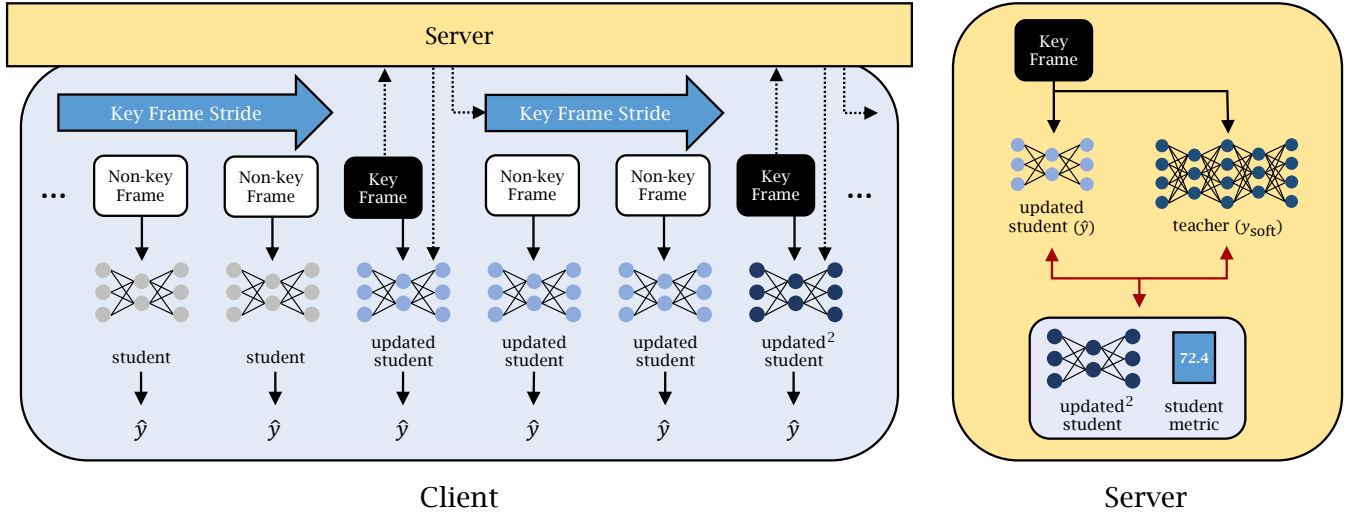 Server
Key Frame Stride
Key Frame Stride
...
Non-key
Frame
Non-key
Frame
Key
Frame
Non-key
Frame
Non-key
Frame
Key
Frame
...
student
student
updated
student
updated
student
updated
student
updated²
student
ŷ
ŷ
ŷ
ŷ
ŷ
ŷ
Client
Key
Frame
updated
student (ŷ)
teacher (y_soft)
72.4
updated²
student
student
metric
Server